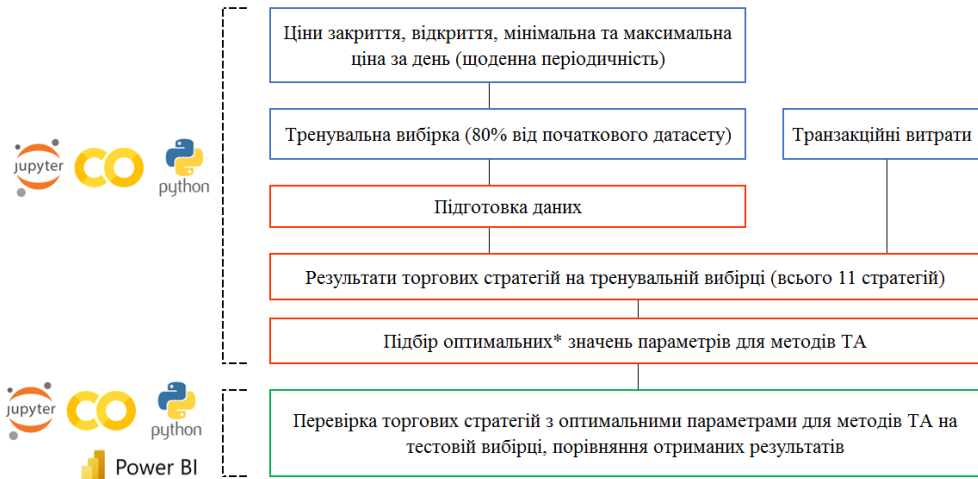 Ціни закриття, відкриття, мінімальна та максимальна
ціна за день (щоденна періодичність)
Тренувальна вибірка (80% від початкового датасету)
Транзакційні витрати
jupyter
python
Підготовка даних
Результати торгових стратегій на тренувальній вибірці (всього 11 стратегій)
Підбір оптимальних* значень параметрів для методів ТА
jupyter
python
Power BI
Перевірка торгових стратегій з оптимальними параметрами для методів ТА на
тестовій вибірці, порівняння отриманих результатів